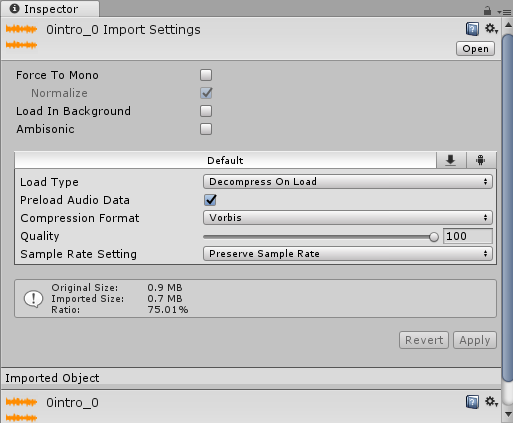 Inspector
0intro_0 Import Settings
Open
Force To Mono
Normalize
Load In Background
Ambisonic
Default
Load Type
Decompress On Load
Preload Audio Data
Compression Format
Vorbis
Quality
100
Sample Rate Setting
Preserve Sample Rate
Original Size: 0.9 MB
Imported Size: 0.7 MB
Ratio: 75.01%
Revert
Apply
Imported Object
0intro_0